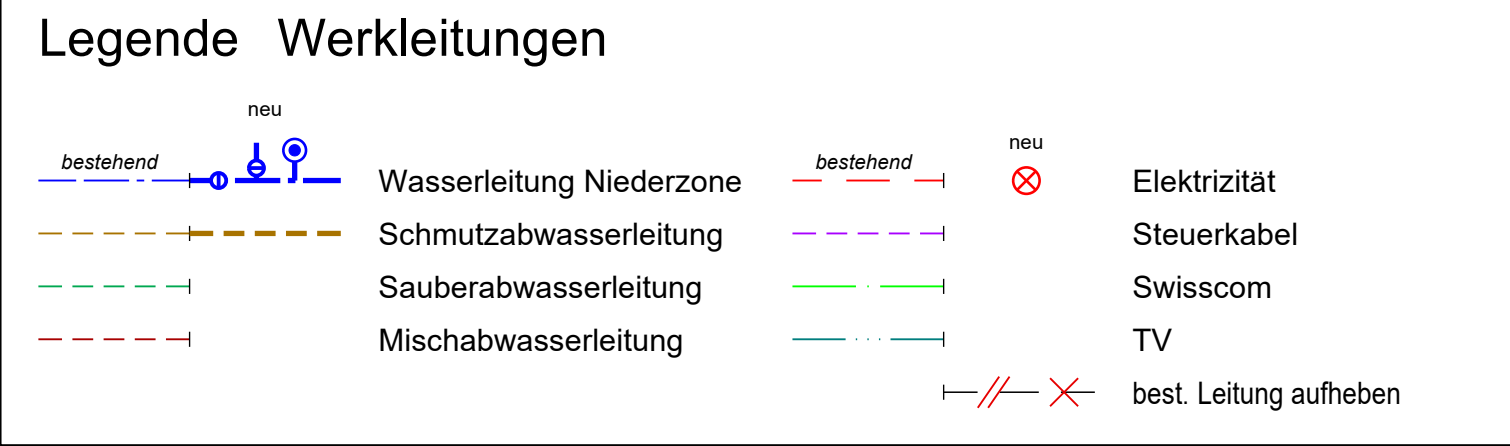 Legende Werkleitungen
neu
bestehend
Wasserleitung Niederzone
Schmutzabwasserleitung
Sauberabwasserleitung
Mischabwasserleitung
neu
bestehend
Elektrizität
Steuerkabel
Swisscom
TV
best. Leitung aufheben